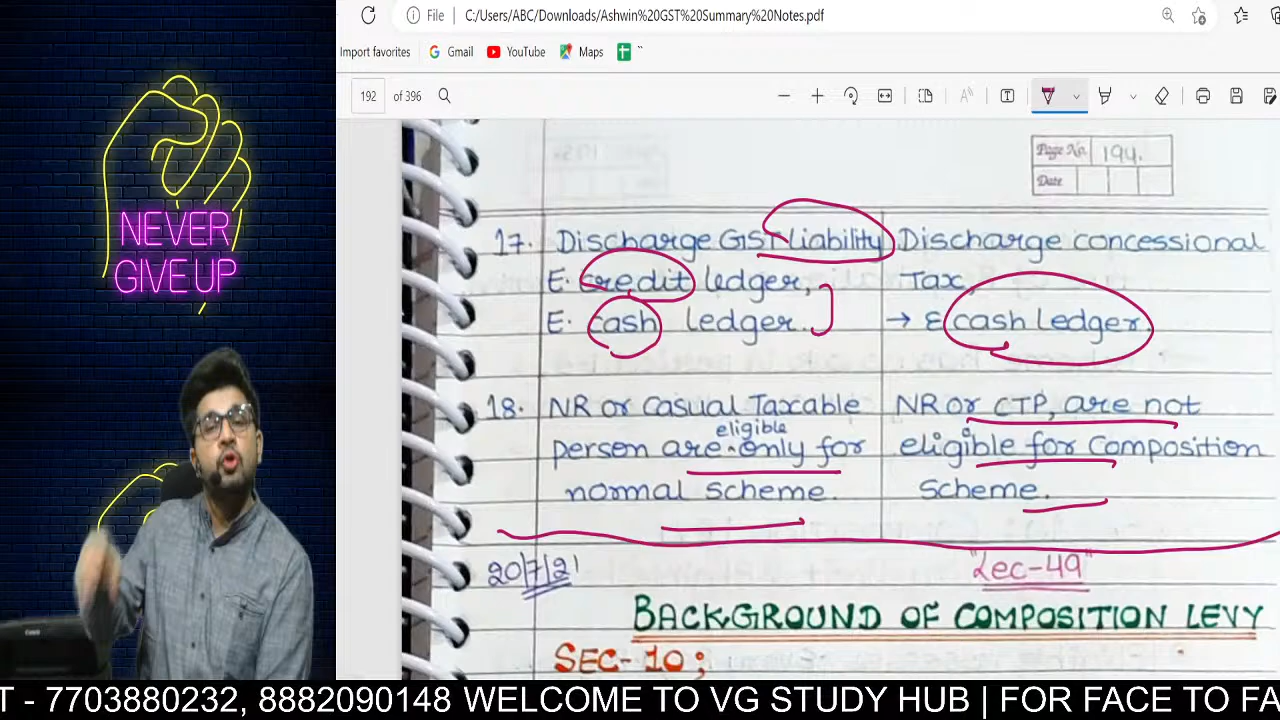 File C:/Users/ABC/Downloads/Ashwin%20GST%20Summary%20Notes.pdf
Import favorites Gmail YouTube Maps
192 of 396
NEVER
GIVE UP
Page No. 194.
Date
17. Discharge GST liability Discharge concessional
E. credit ledger, Tax,
E. cash ledger. → E cash Ledger.
18. NR or Casual Taxable NR or CTP, are not
eligible
person are only for eligible for Composition
normal scheme. Scheme.
20/7/21 "Lec-49"
BACKGROUND OF COMPOSITION LEVY
SEC-10;
T - 7703880232, 8882090148 WELCOME TO VG STUDY HUB | FOR FACE TO FA